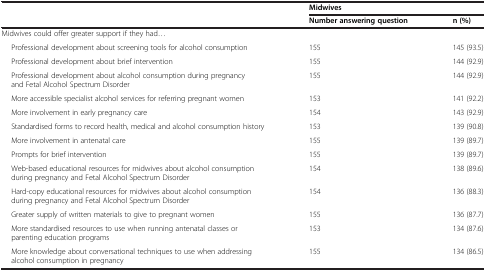 Midwives
Number answering question n (%)
Midwives could offer greater support if they had…
Professional development about screening tools for alcohol consumption 155 145 (93.5)
Professional development about brief intervention 155 144 (92.9)
Professional development about alcohol consumption during pregnancy 155 144 (92.9)
and Fetal Alcohol Spectrum Disorder
More accessible specialist alcohol services for referring pregnant women 153 141 (92.2)
More involvement in early pregnancy care 154 143 (92.9)
Standardised forms to record health, medical and alcohol consumption history 153 139 (90.8)
More involvement in antenatal care 155 139 (89.7)
Prompts for brief intervention 155 139 (89.7)
Web-based educational resources for midwives about alcohol consumption 154 138 (89.6)
during pregnancy and Fetal Alcohol Spectrum Disorder
Hard-copy educational resources for midwives about alcohol consumption 154 136 (88.3)
during pregnancy and Fetal Alcohol Spectrum Disorder
Greater supply of written materials to give to pregnant women 155 136 (87.7)
More standardised resources to use when running antenatal classes or 153 134 (87.6)
parenting education programs
More knowledge about conversational techniques to use when addressing 155 134 (86.5)
alcohol consumption in pregnancy